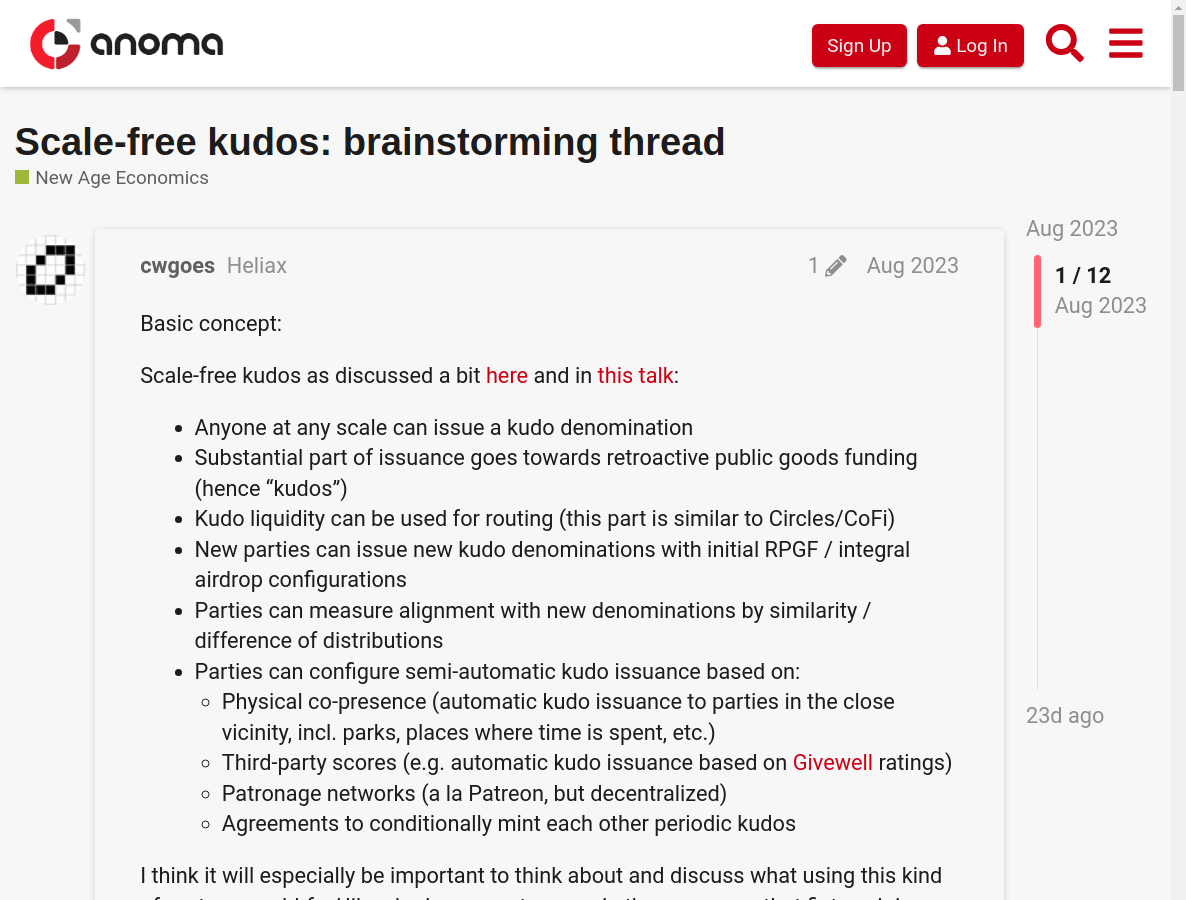 anoma
Sign Up
Log In
Scale-free kudos: brainstorming thread
New Age Economics
Aug 2023
cwgoes Heliax 1 Aug 2023
1 / 12
Aug 2023
Basic concept:
Scale-free kudos as discussed a bit here and in this talk:
• Anyone at any scale can issue a kudo denomination
• Substantial part of issuance goes towards retroactive public goods funding
(hence “kudos”)
• Kudo liquidity can be used for routing (this part is similar to Circles/CoFi)
• New parties can issue new kudo denominations with initial RPGF / integral
airdrop configurations
• Parties can measure alignment with new denominations by similarity /
difference of distributions
• Parties can configure semi-automatic kudo issuance based on:
◦ Physical co-presence (automatic kudo issuance to parties in the close
vicinity, incl. parks, places where time is spent, etc.)
23d ago
◦ Third-party scores (e.g. automatic kudo issuance based on Givewell ratings)
◦ Patronage networks (a la Patreon, but decentralized)
◦ Agreements to conditionally mint each other periodic kudos
I think it will especially be important to think about and discuss what using this kind